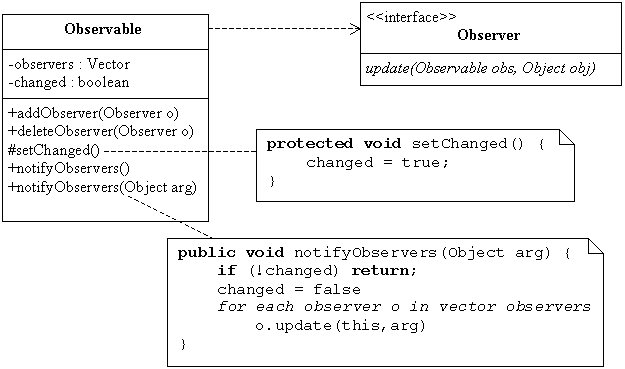 Observable
-observers : Vector
-changed : boolean
+addObserver(Observer o)
+deleteObserver(Observer o)
#setChanged()
+notifyObservers()
+notifyObservers(Object arg)
<<interface>>
Observer
update(Observable obs, Object obj)
protected void setChanged() {
changed = true;
}
public void notifyObservers(Object arg) {
if (!changed) return;
changed = false
for each observer o in vector observers
o.update(this,arg)
}